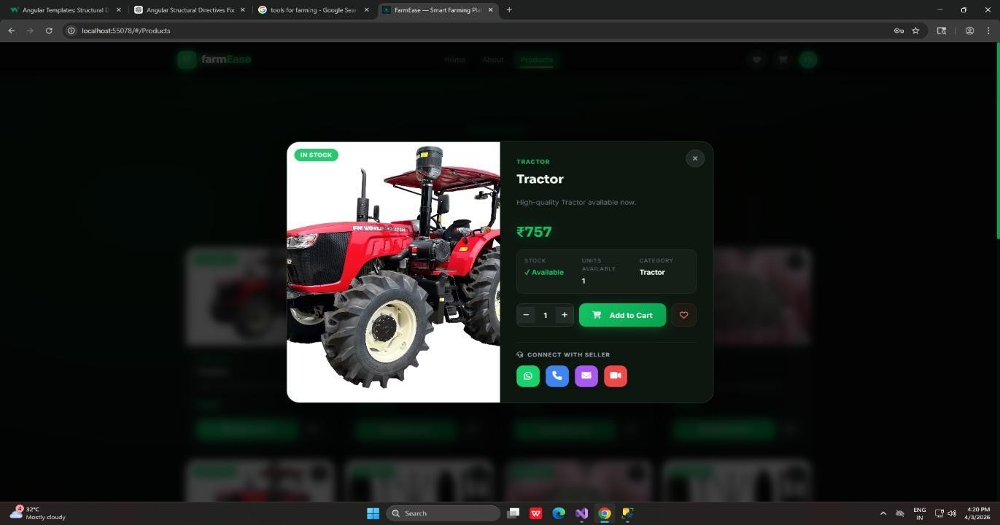 Angular Templates: Structural D
Angular Structural Directives Fix
tools for farming - Google Sear
FarmEase — Smart Farming Pla
localhost:55078/#/Products
farmEase
Home
About
Products
IN STOCK
TRACTOR
Tractor
High-quality Tractor available now.
₹757
STOCK
✓ Available
UNITS
AVAILABLE
1
CATEGORY
Tractor
− 1 +
Add to Cart
CONNECT WITH SELLER
4
32°C
Mostly cloudy
Search
ENG
IN
4:20 PM
4/3/2026